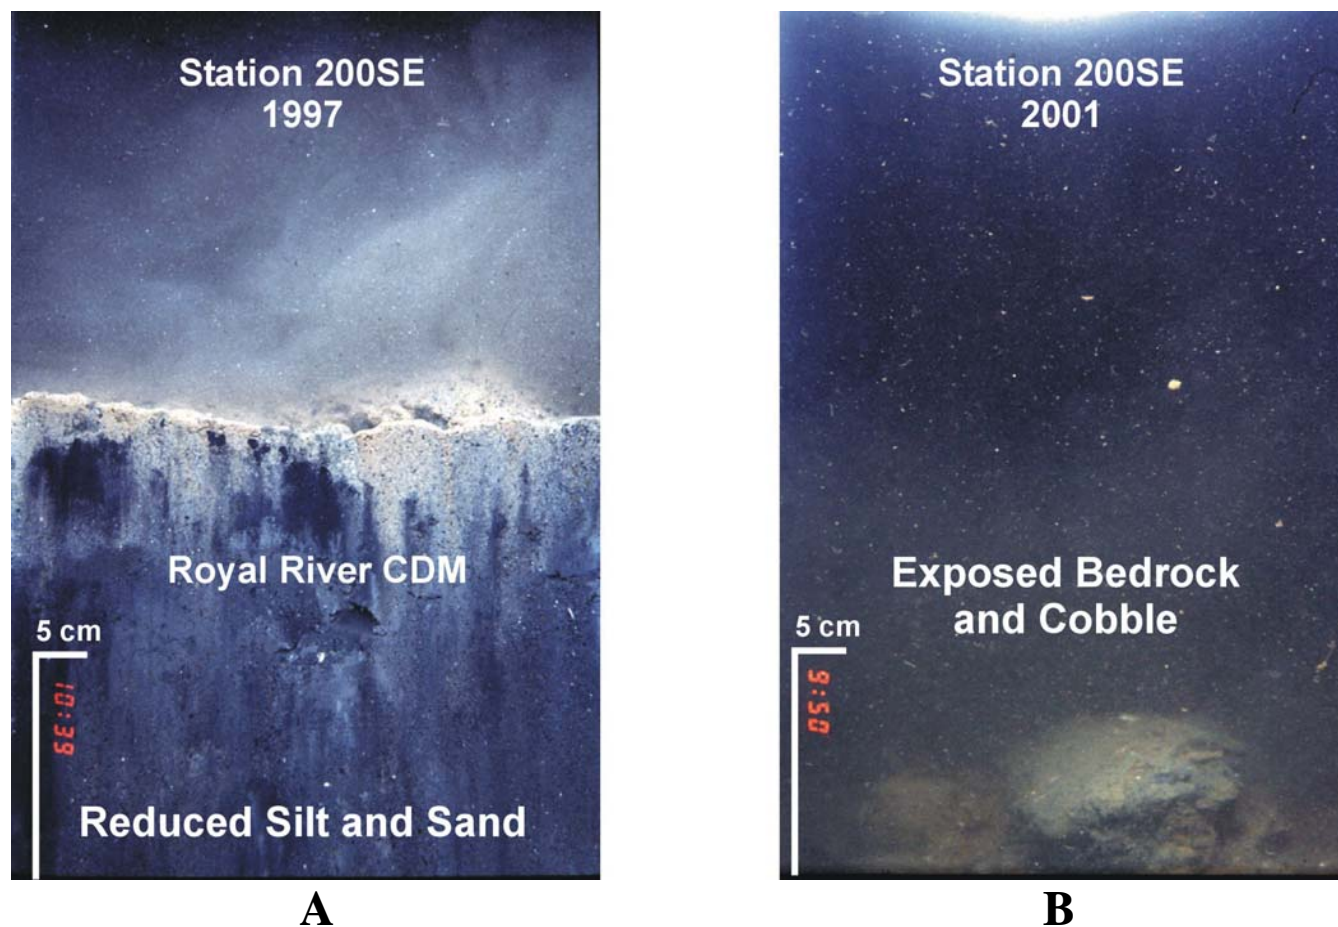 Station 200SE
1997
Royal River CDM
5 cm
10:39
Reduced Silt and Sand
A
Station 200SE
2001
Exposed Bedrock
and Cobble
5 cm
9:50
B